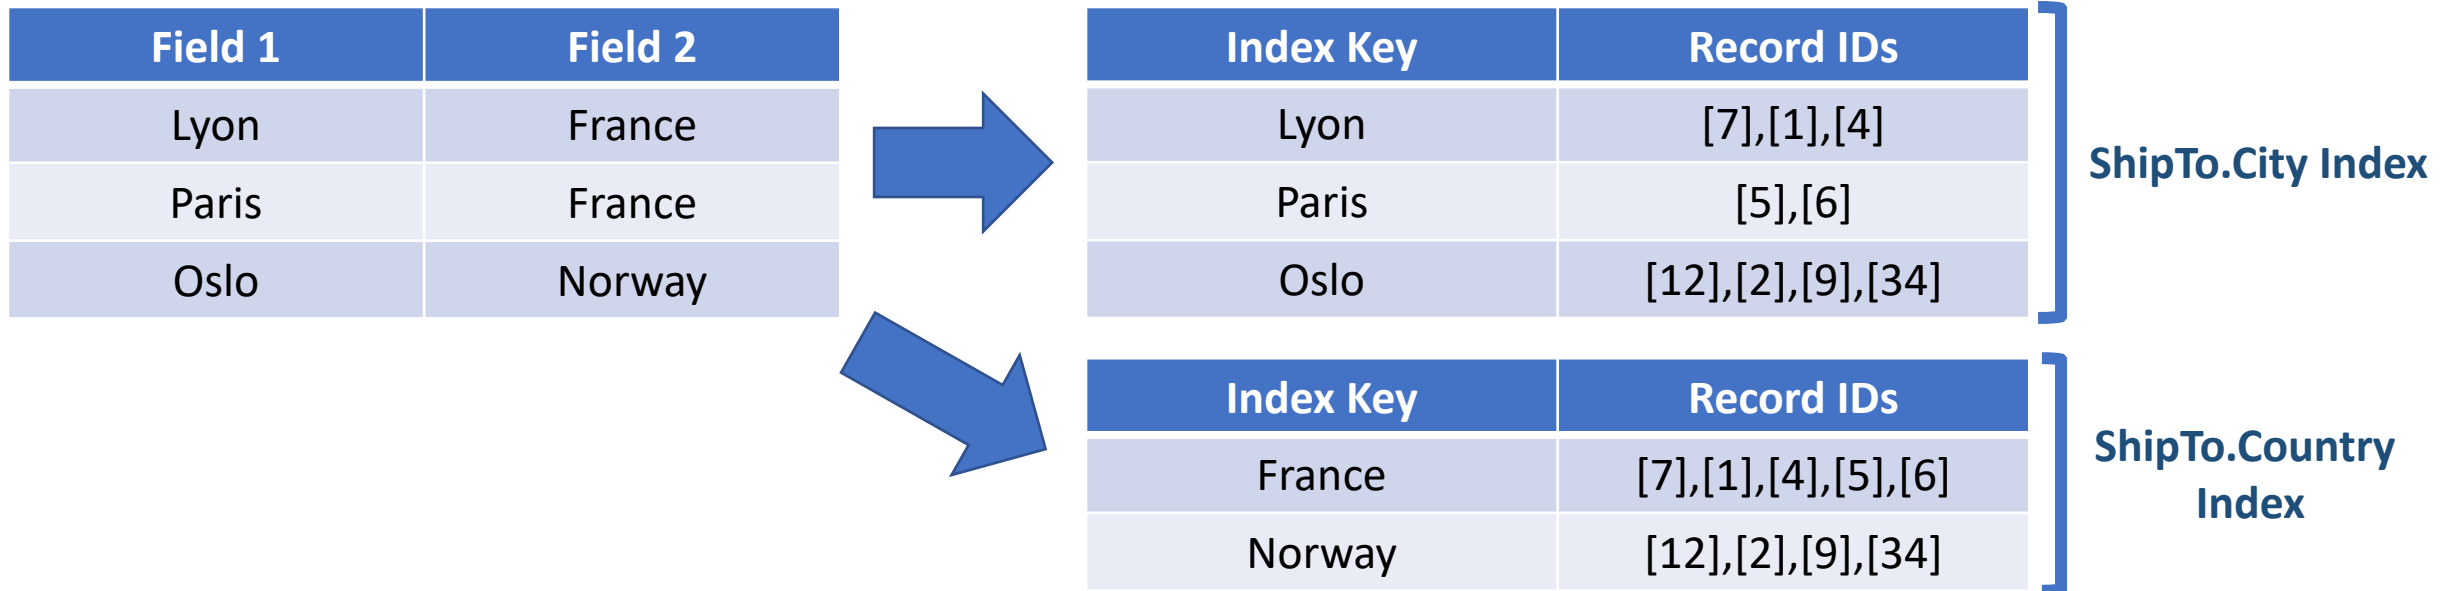 Field 1 Field 2
Lyon France
Paris France
Oslo Norway
Index Key Record IDs
Lyon [7],[1],[4]
Paris [5],[6]
Oslo [12],[2],[9],[34]
ShipTo.City Index
Index Key Record IDs
France [7],[1],[4],[5],[6]
Norway [12],[2],[9],[34]
ShipTo.Country
Index